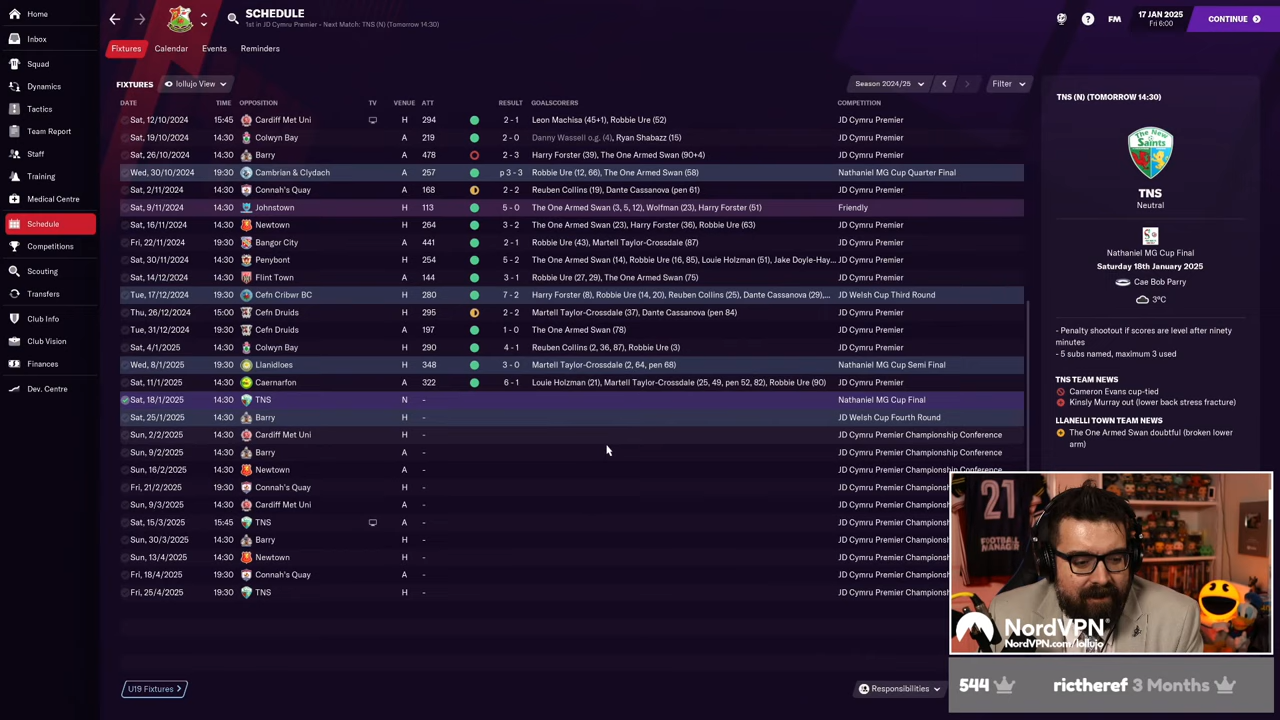 Home
SCHEDULE
1st in JD Cymru Premier - Next Match: TNS (N) (Tomorrow 14:30)
FM
17 JAN 2025
Fri 6:00
CONTINUE
Inbox
Squad
Dynamics
Tactics
Team Report
Staff
Training
Medical Centre
Schedule
Competitions
Scouting
Transfers
Club Info
Club Vision
Finances
Dev. Centre
Fixtures Calendar Events Reminders
FIXTURES lollujo View Season 2024/25 Filter
DATE TIME OPPOSITION TV VENUE ATT RESULT GOALSCORERS COMPETITION
Sat, 12/10/2024 15:45 Cardiff Met Uni H 294 2 - 1 Leon Machisa (45+1), Robbie Ure (52) JD Cymru Premier
Sat, 19/10/2024 14:30 Colwyn Bay A 219 2 - 0 Danny Wassell o.g. (4), Ryan Shabazz (15) JD Cymru Premier
Sat, 26/10/2024 14:30 Barry A 478 2 - 3 Harry Forster (39), The One Armed Swan (90+4) JD Cymru Premier
Wed, 30/10/2024 19:30 Cambrian & Clydach A 257 p 3 - 3 Robbie Ure (12, 66), The One Armed Swan (58) Nathaniel MG Cup Quarter Final
Sat, 2/11/2024 14:30 Connah's Quay A 168 2 - 2 Reuben Collins (19), Dante Cassanova (pen 61) JD Cymru Premier
Sat, 9/11/2024 14:30 Johnstown H 113 5 - 0 The One Armed Swan (3, 5, 12), Wolfman (23), Harry Forster (51) Friendly
Sat, 16/11/2024 14:30 Newtown H 264 3 - 2 The One Armed Swan (23), Harry Forster (36), Robbie Ure (63) JD Cymru Premier
Fri, 22/11/2024 19:30 Bangor City A 441 2 - 1 Robbie Ure (43), Martell Taylor-Crossdale (87) JD Cymru Premier
Sat, 30/11/2024 14:30 Penybont H 254 5 - 2 The One Armed Swan (14), Robbie Ure (16, 85), Louie Holzman (51), Jake Doyle-Hay... JD Cymru Premier
Sat, 14/12/2024 14:30 Flint Town A 144 3 - 1 Robbie Ure (27, 29), The One Armed Swan (75) JD Cymru Premier
Tue, 17/12/2024 19:30 Cefn Cribwr BC H 280 7 - 2 Harry Forster (8), Robbie Ure (14, 20), Reuben Collins (25), Dante Cassanova (29),... JD Welsh Cup Third Round
Thu, 26/12/2024 15:00 Cefn Druids H 295 2 - 2 Martell Taylor-Crossdale (37), Dante Cassanova (pen 84) JD Cymru Premier
Tue, 31/12/2024 14:30 Cefn Druids A 197 1 - 0 The One Armed Swan (78) JD Cymru Premier
Sat, 4/1/2025 14:30 Colwyn Bay H 290 4 - 1 Reuben Collins (2, 36, 87), Robbie Ure (3) JD Cymru Premier
Wed, 8/1/2025 19:30 Llanidloes H 348 3 - 0 Martell Taylor-Crossdale (2, 64, pen 68) Nathaniel MG Cup Semi Final
Sat, 11/1/2025 14:30 Caernarfon A 322 6 - 1 Louie Holzman (21), Martell Taylor-Crossdale (25, 49, pen 52, 82), Robbie Ure (90) JD Cymru Premier
Sat, 18/1/2025 14:30 TNS N - Nathaniel MG Cup Final
Sat, 25/1/2025 14:30 Barry H - JD Welsh Cup Fourth Round
Sun, 2/2/2025 14:30 Cardiff Met Uni H - JD Cymru Premier Championship Conference
Sun, 9/2/2025 14:30 Barry A - JD Cymru Premier Championship Conference
Sun, 16/2/2025 14:30 Newtown A - JD Cymru Premier Championship Conference
Fri, 21/2/2025 19:30 Connah's Quay H - JD Cymru Premier Champions
Sun, 9/3/2025 14:30 Cardiff Met Uni A - JD Cymru Premier Champions
Sat, 15/3/2025 15:45 TNS A - JD Cymru Premier Champions
Sun, 30/3/2025 14:30 Barry H - JD Cymru Premier Champions
Sun, 13/4/2025 14:30 Newtown H - JD Cymru Premier Champions
Fri, 18/4/2025 19:30 Connah's Quay A - JD Cymru Premier Champions
Fri, 25/4/2025 19:30 TNS H - JD Cymru Premier Champions
U19 Fixtures
Responsibilities
TNS (N) (TOMORROW 14:30)
The New Saints
TNS
Neutral
Nathaniel MG Cup Final
Saturday 18th January 2025
Cae Bob Parry
3°C
- Penalty shootout if scores are level after ninety
minutes
- 5 subs named, maximum 3 used
TNS TEAM NEWS
Cameron Evans cup-tied
Kinsly Murray out (lower back stress fracture)
LLANELLI TOWN TEAM NEWS
The One Armed Swan doubtful (broken lower
arm)
21
FOOTBALL
MANAGER
NordVPN®
NordVPN.com/lollujo
544 rictheref 3 Months